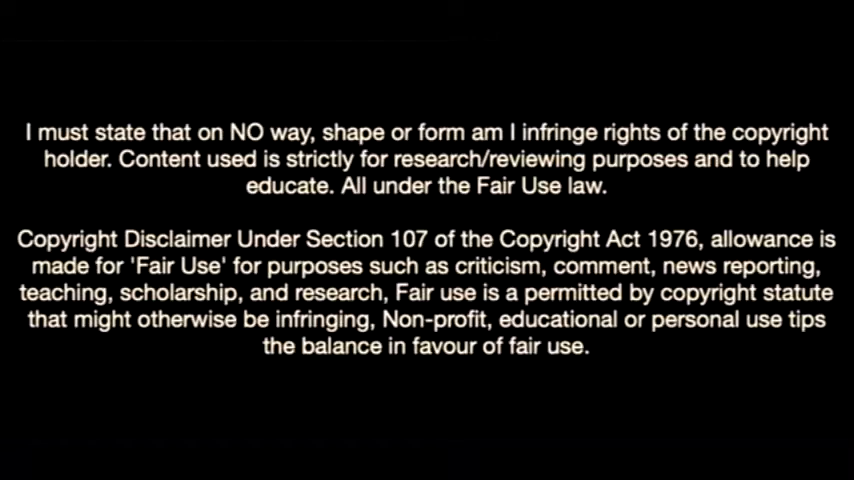 I must state that on NO way, shape or form am I infringe rights of the copyright
holder. Content used is strictly for research/reviewing purposes and to help
educate. All under the Fair Use law.
Copyright Disclaimer Under Section 107 of the Copyright Act 1976, allowance is
made for 'Fair Use' for purposes such as criticism, comment, news reporting,
teaching, scholarship, and research, Fair use is a permitted by copyright statute
that might otherwise be infringing, Non-profit, educational or personal use tips
the balance in favour of fair use.